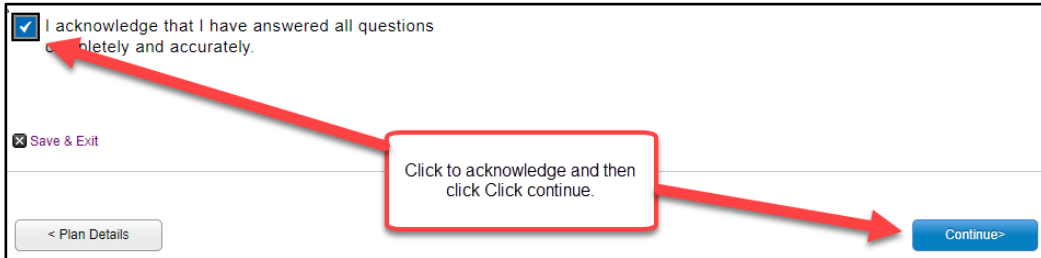 I acknowledge that I have answered all questions
completely and accurately.
Save & Exit
Click to acknowledge and then
click Click continue.
< Plan Details
Continue>